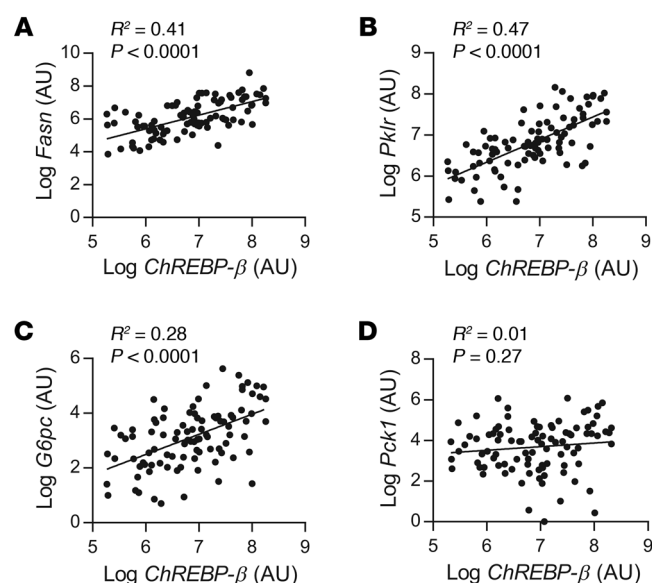 A
R² = 0.41
P < 0.0001
Log Fasn (AU)
10
8
6
4
2
0
5 6 7 8 9
Log ChREBP-β (AU)
B
R² = 0.47
P < 0.0001
Log Pklr (AU)
9
8
7
6
5
5 6 7 8 9
Log ChREBP-β (AU)
C
R² = 0.28
P < 0.0001
Log G6pc (AU)
6
4
2
0
5 6 7 8 9
Log ChREBP-β (AU)
D
R² = 0.01
P = 0.27
Log Pck1 (AU)
8
6
4
2
0
5 6 7 8 9
Log ChREBP-β (AU)